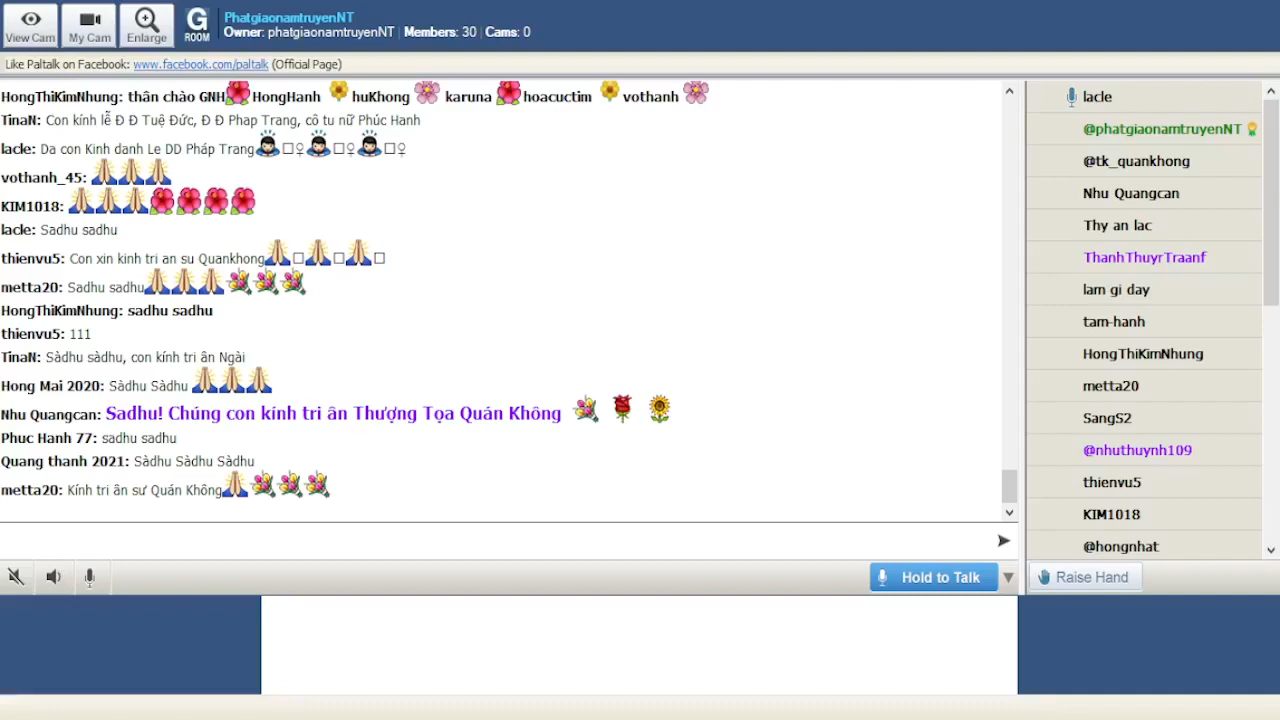 PhatgiaonamtruyenNT
View Cam My Cam Enlarge G ROOM Owner: phatgiaonamtruyenNT | Members: 30 | Cams: 0
Like Paltalk on Facebook: www.facebook.com/paltalk (Official Page)
HongThiKimNhung: thân chào GNH HongHanh huKhong karuna hoacuctim vothanh
TinaN: Con kính lễ Đ Đ Tuệ Đức, Đ Đ Phap Trang, cô tu nữ Phúc Hanh
lacle: Da con Kinh danh Le DD Pháp Trang
vothanh_45:
KIM1018:
lacle: Sadhu sadhu
thienvu5: Con xin kinh tri an su Quankhong
metta20: Sadhu sadhu
HongThiKimNhung: sadhu sadhu
thienvu5: 111
TinaN: Sàdhu sàdhu, con kính tri ân Ngài
Hong Mai 2020: Sàdhu Sàdhu
Nhu Quangcan: Sadhu! Chúng con kính tri ân Thượng Tọa Quán Không
Phuc Hanh 77: sadhu sadhu
Quang thanh 2021: Sàdhu Sàdhu Sàdhu
metta20: Kính tri ân sư Quán Không
lacle
@phatgiaonamtruyenNT
@tk_quankhong
Nhu Quangcan
Thy an lac
ThanhThuyrTraanf
lam gi day
tam-hanh
HongThiKimNhung
metta20
SangS2
@nhuthuynh109
thienvu5
KIM1018
@hongnhat
Hold to Talk
Raise Hand